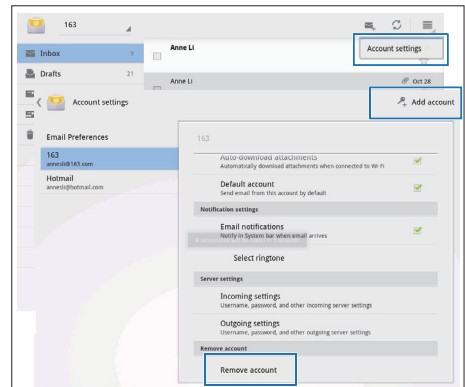 163
Inbox 7
Anne Li
Account settings
Drafts 21
Anne Li
Oct 28
Account settings
Add account
Email Preferences
163
163
annesli@163.com
Hotmail
annesli@hotmail.com
Auto-download attachments
Automatically download attachments when connected to Wi-Fi
Default account
Send email from this account by default
Notification settings
Email notifications
Notify in System bar when email arrives
Select ringtone
Server settings
Incoming settings
Username, password, and other incoming server settings
Outgoing settings
Username, password, and other outgoing server settings
Remove account
Remove account